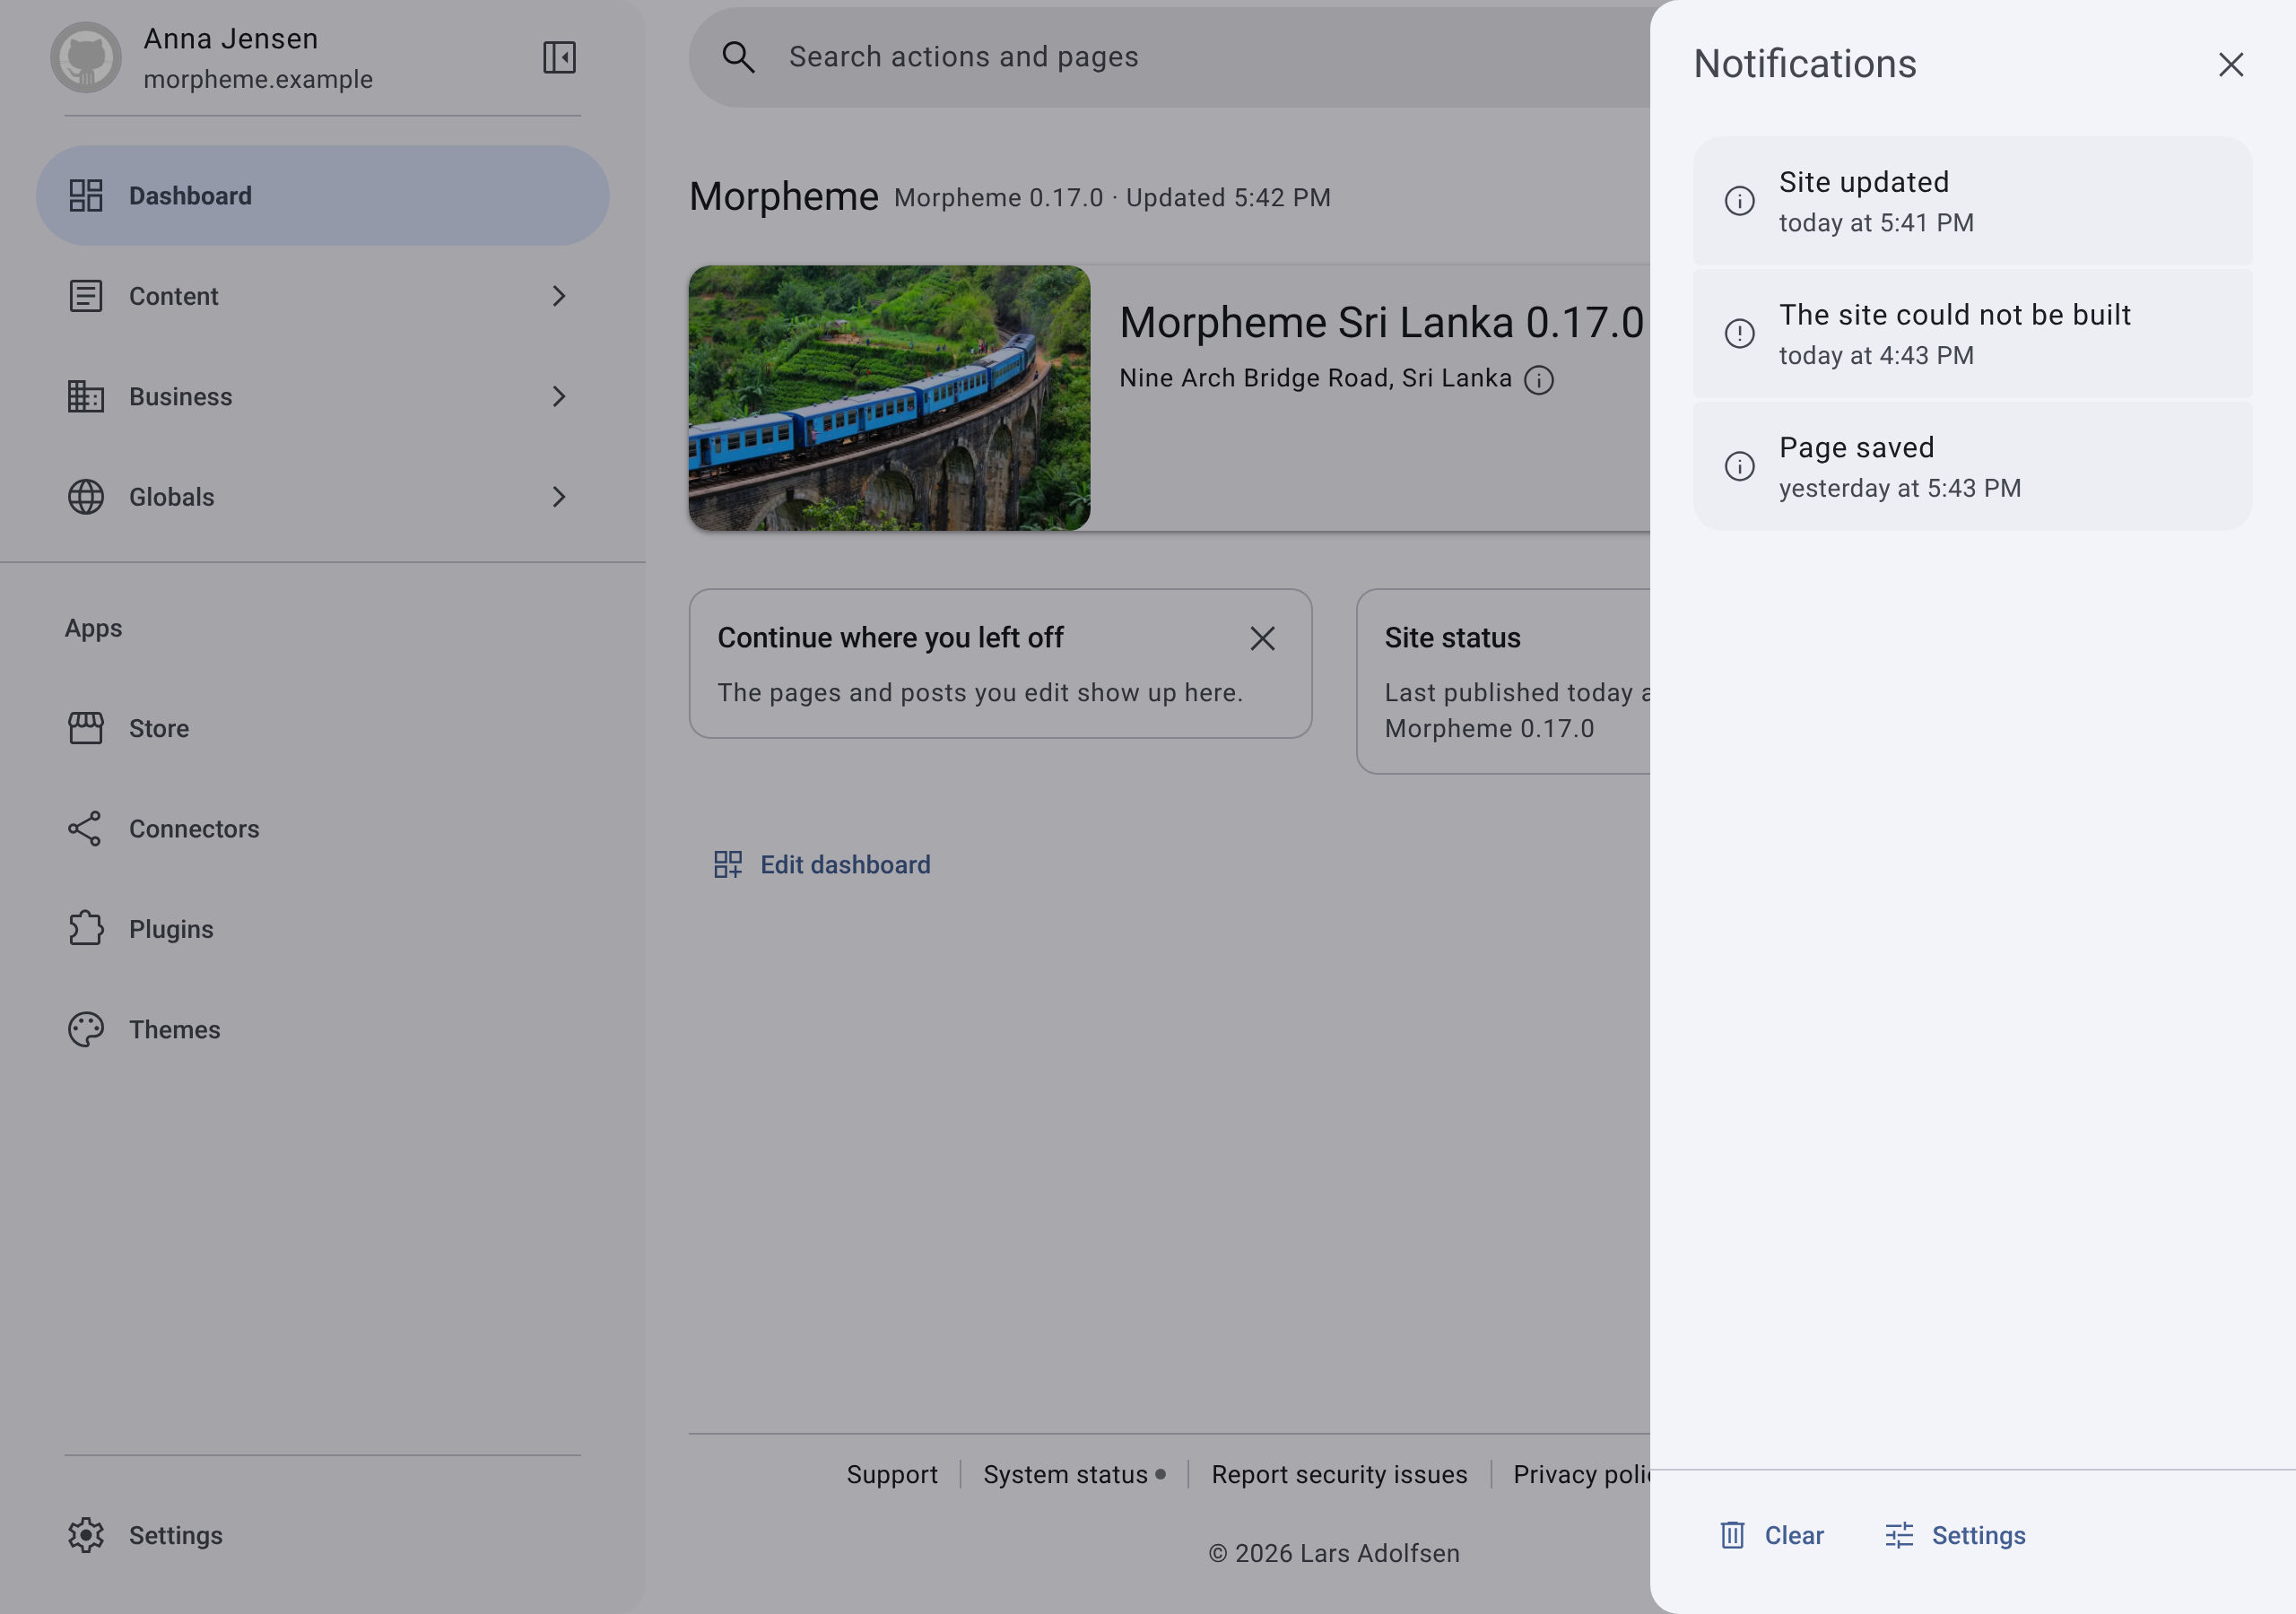 Anna Jensen
morpheme.example
Dashboard
Content
Business
Globals
Apps
Store
Connectors
Plugins
Themes
Settings
Search actions and pages
Morpheme Morpheme 0.17.0 · Updated 5:42 PM
Morpheme Sri Lanka 0.17.0
Nine Arch Bridge Road, Sri Lanka
Continue where you left off
The pages and posts you edit show up here.
Site status
Last published today
Morpheme 0.17.0
Edit dashboard
Support
System status
Report security issues
Privacy
© 2026 Lars Adolfsen
Notifications
Site updated
today at 5:41 PM
The site could not be built
today at 4:43 PM
Page saved
yesterday at 5:43 PM
Clear
Settings